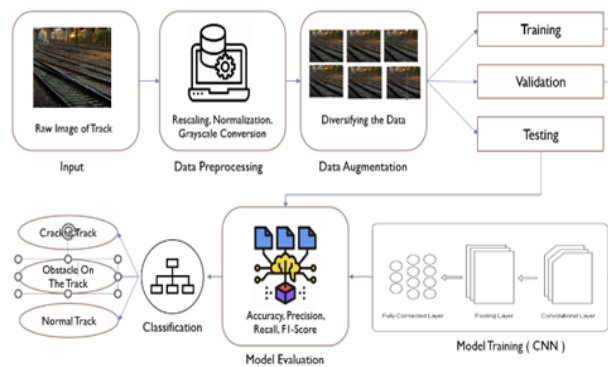 Raw Image of Track
Input
Rescaling, Normalization,
Grayscale Conversion
Data Preprocessing
Diversifying the Data
Data Augmentation
Training
Validation
Testing
Cracked Track
Obstacle On
The Track
Normal Track
Classification
Accuracy, Precision,
Recall, F1-Score
Model Evaluation
Fully Connected Layer
Pooling Layer
Convolutional Layer
Model Training ( CNN )